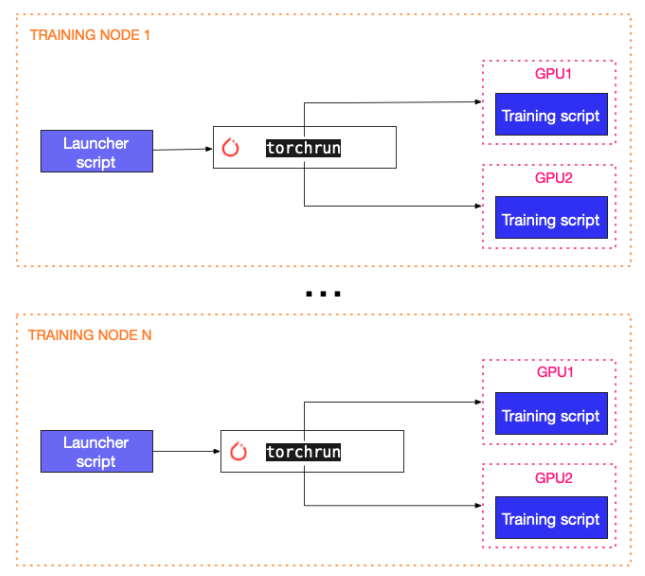 TRAINING NODE 1
GPU1
Training script
Launcher
script
torchrun
GPU2
Training script
...
TRAINING NODE N
GPU1
Training script
Launcher
script
torchrun
GPU2
Training script